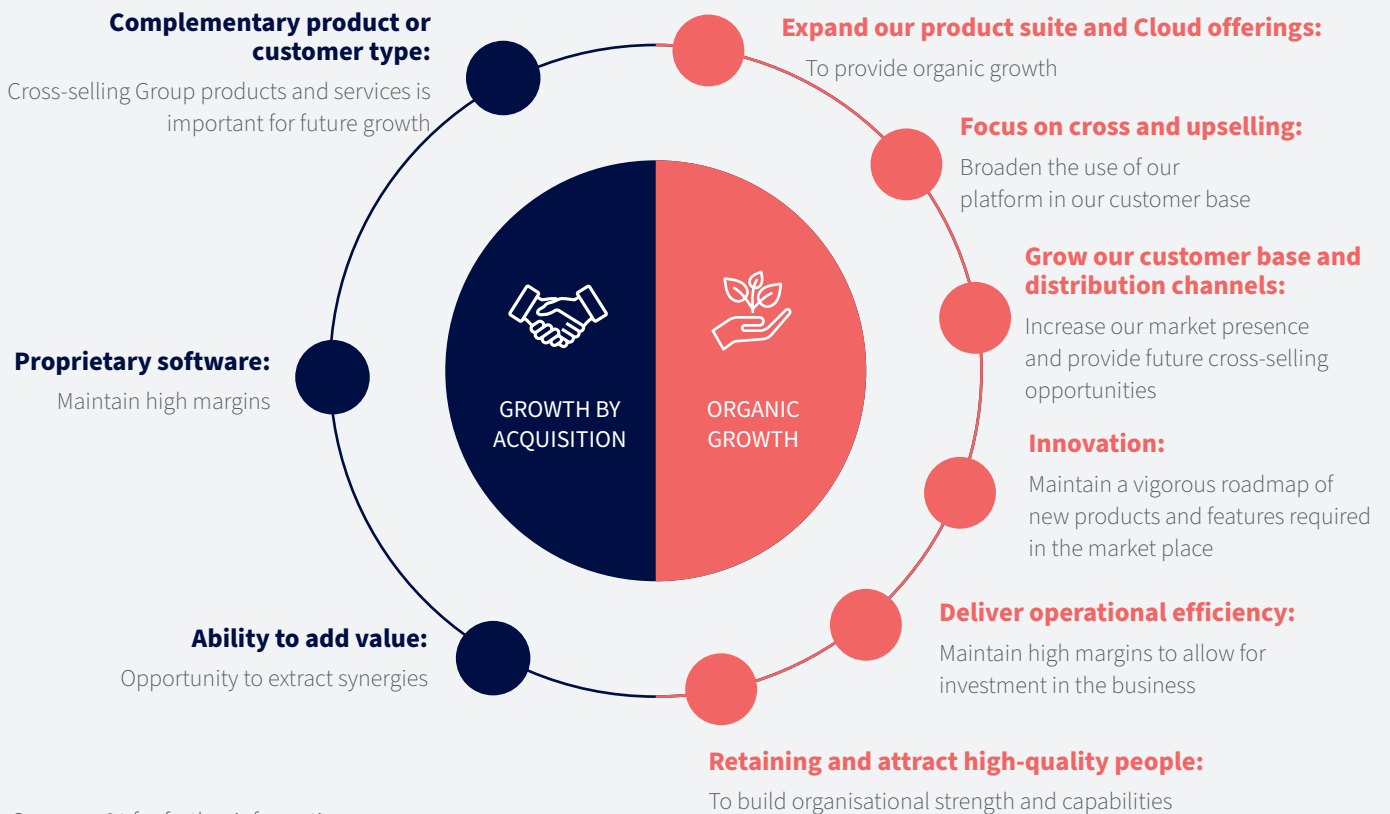 Complementary product or
customer type:
Cross-selling Group products and services is
important for future growth
Proprietary software:
Maintain high margins
Ability to add value:
Opportunity to extract synergies
GROWTH BY
ACQUISITION
ORGANIC
GROWTH
Expand our product suite and Cloud offerings:
To provide organic growth
Focus on cross and upselling:
Broaden the use of our
platform in our customer base
Grow our customer base and
distribution channels:
Increase our market presence
and provide future cross-selling
opportunities
Innovation:
Maintain a vigorous roadmap of
new products and features required
in the market place
Deliver operational efficiency:
Maintain high margins to allow for
investment in the business
Retaining and attract high-quality people:
To build organisational strength and capabilities